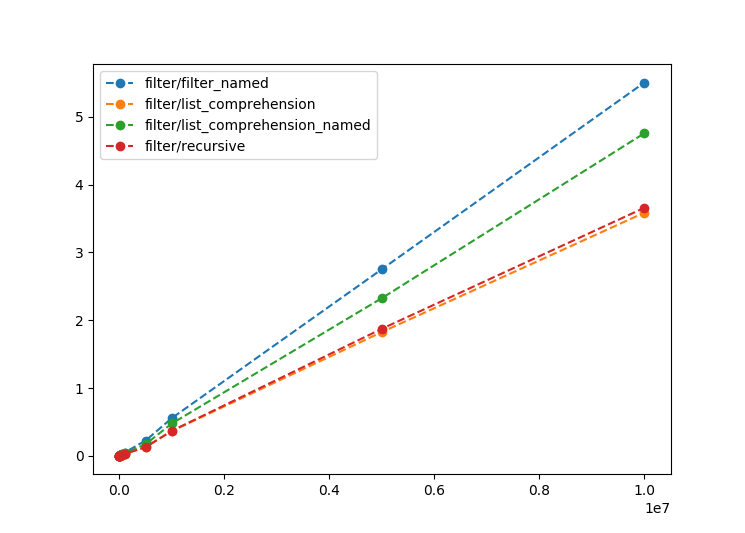 filter/filter_named
filter/list_comprehension
filter/list_comprehension_named
filter/recursive
5
4
3
2
1
0
0.0 0.2 0.4 0.6 0.8 1.0
1e7